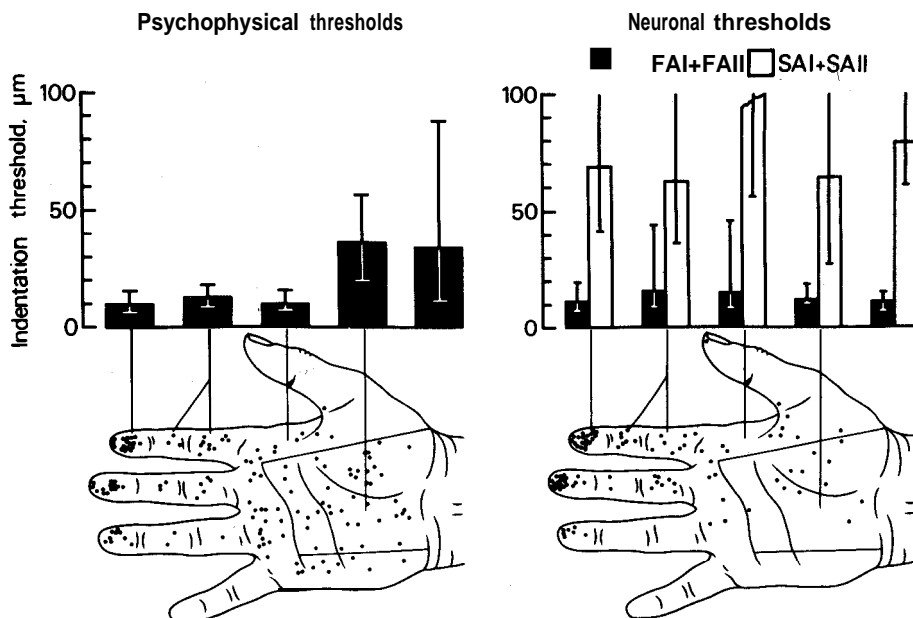 Psychophysical thresholds
Indentation threshold, μm
100
50
0
Neuronal thresholds
FAI+FAII SAI+SAII
100
50
0